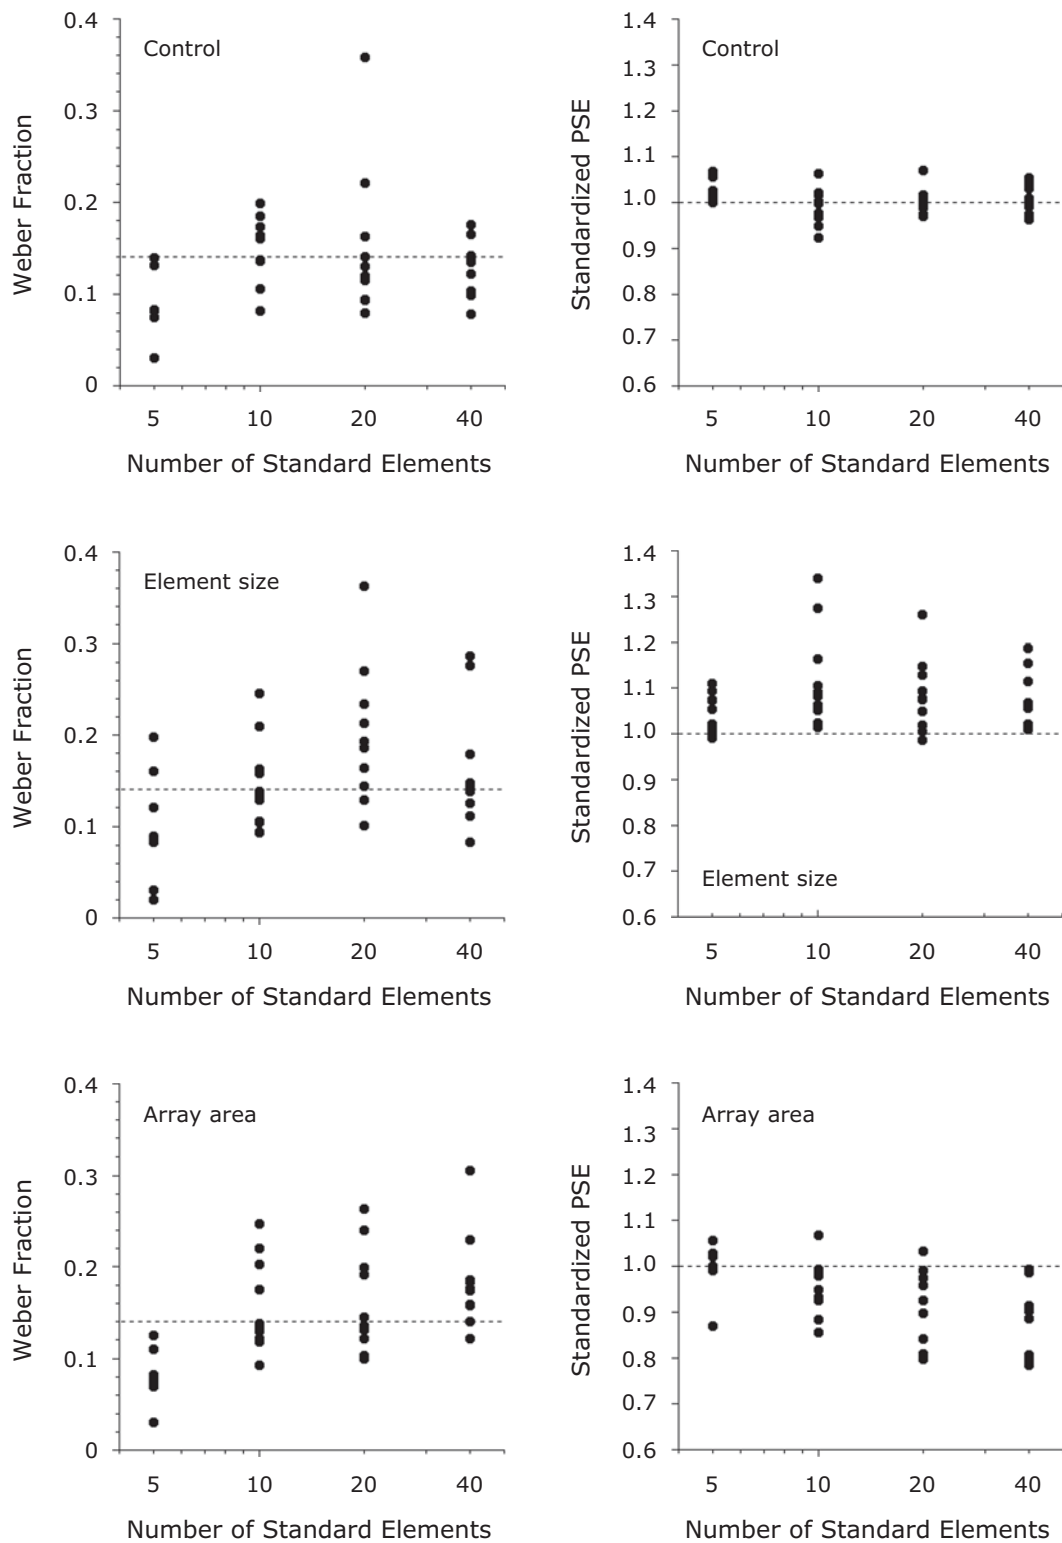 0.4
Control
0.3
Weber Fraction
0.2
0.1
0
5 10 20 40
Number of Standard Elements
1.4
Control
1.3
1.2
Standardized PSE
1.1
1.0
0.9
0.8
0.7
0.6
5 10 20 40
Number of Standard Elements
0.4
Element size
0.3
Weber Fraction
0.2
0.1
0
5 10 20 40
Number of Standard Elements
1.4
1.3
1.2
Standardized PSE
1.1
1.0
0.9
0.8
0.7
Element size
0.6
5 10 20 40
Number of Standard Elements
0.4
Array area
0.3
Weber Fraction
0.2
0.1
0
5 10 20 40
Number of Standard Elements
1.4
Array area
1.3
1.2
Standardized PSE
1.1
1.0
0.9
0.8
0.7
0.6
5 10 20 40
Number of Standard Elements